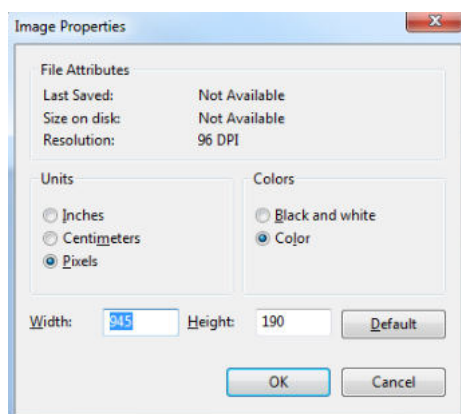 Image Properties
File Attributes
Last Saved: Not Available
Size on disk: Not Available
Resolution: 96 DPI
Units
Colors
Inches
Black and white
Centimeters
Color
Pixels
Width: 945 Height: 190 Default
OK Cancel